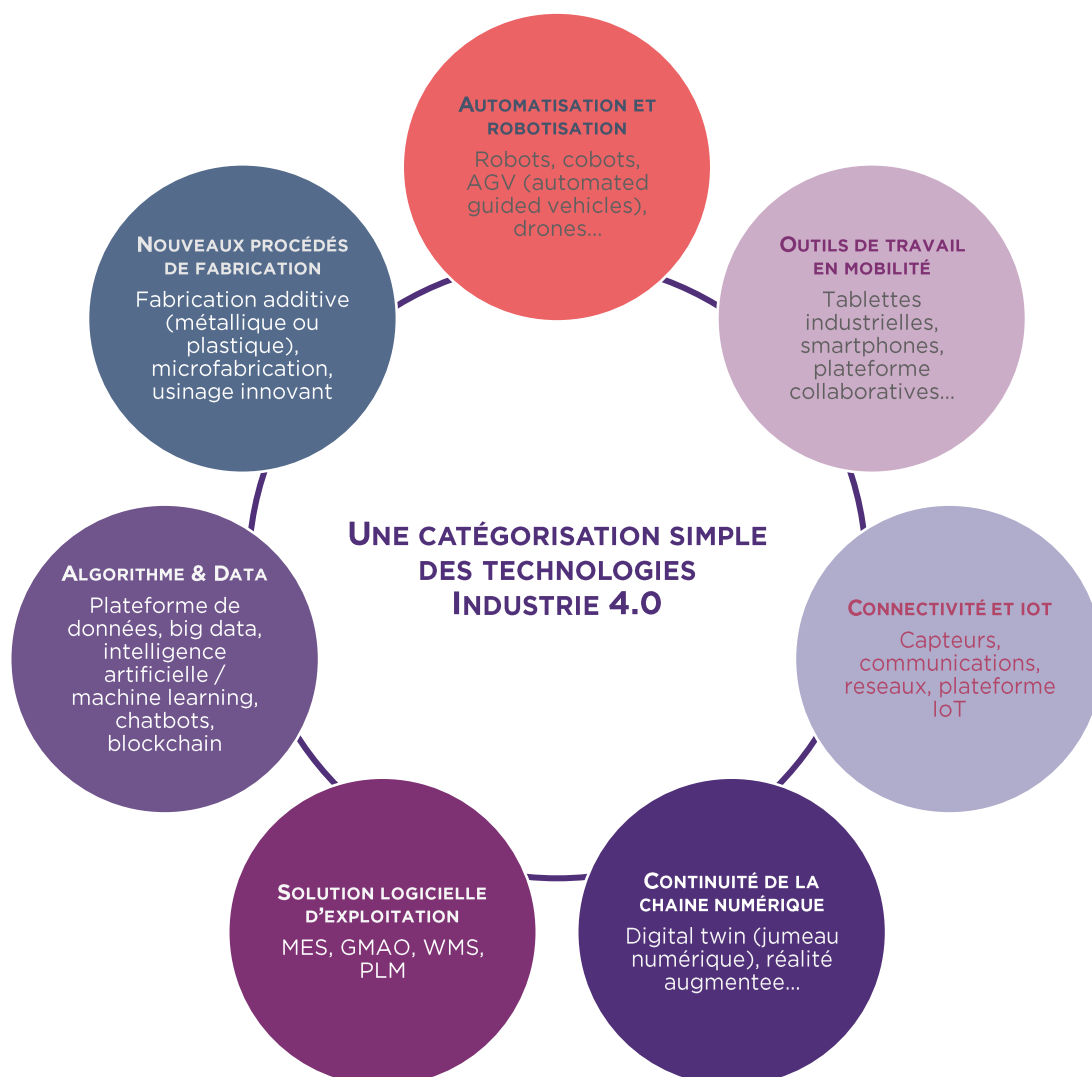 AUTOMATISATION ET
ROBOTISATION
Robots, cobots,
AGV (automated
guided vehicles),
drones...
OUTILS DE TRAVAIL
EN MOBILITÉ
Tablettes
industrielles,
smartphones,
plateforme
collaboratives...
CONNECTIVITÉ ET IOT
Capteurs,
communications,
reseaux, plateforme
IoT
CONTINUITÉ DE LA
CHAINE NUMÉRIQUE
Digital twin (jumeau
numérique), réalité
augmentee...
SOLUTION LOGICIELLE
D'EXPLOITATION
MES, GMAO, WMS,
PLM
ALGORITHME & DATA
Plateforme de
données, big data,
intelligence
artificielle /
machine learning,
chatbots,
blockchain
NOUVEAUX PROCÉDÉS
DE FABRICATION
Fabrication additive
(métallique ou
plastique),
microfabrication,
usinage innovant
UNE CATÉGORISATION SIMPLE
DES TECHNOLOGIES
INDUSTRIE 4.0